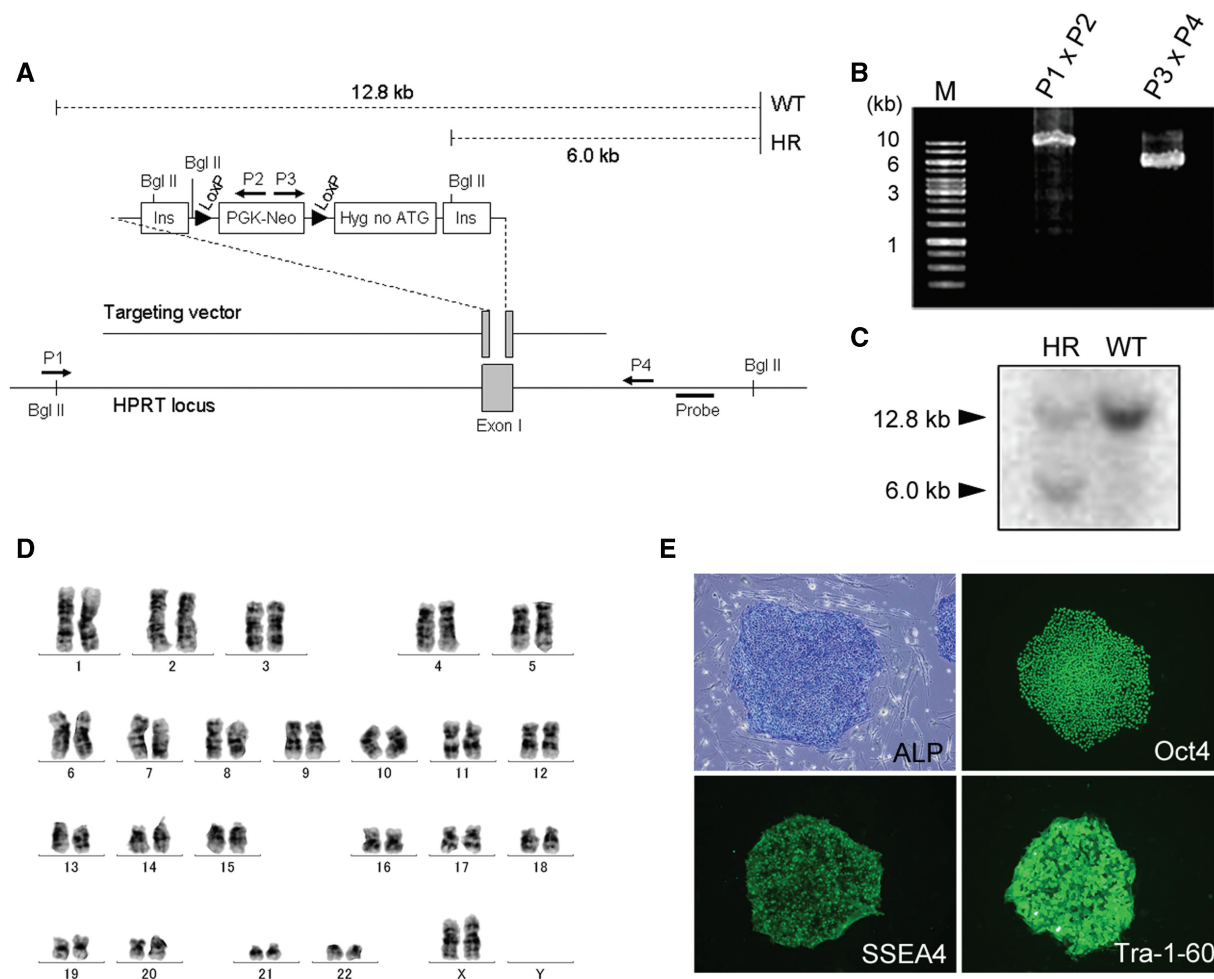 A
12.8 kb
WT
HR
6.0 kb
Bgl II
Bgl II
LoxP
P2
P3
LoxP
Bgl II
Ins
PGK-Neo
Hyg no ATG
Ins
Targeting vector
P1
P4
Bgl II
Bgl II
HPRT locus
Exon I
Probe
B
(kb)
M
P1 x P2
P3 x P4
10
6
3
1
C
HR WT
12.8 kb
6.0 kb
D
1 2 3 4 5
6 7 8 9 10 11 12
13 14 15 16 17 18
19 20 21 22 X Y
E
ALP
Oct4
SSEA4
Tra-1-60